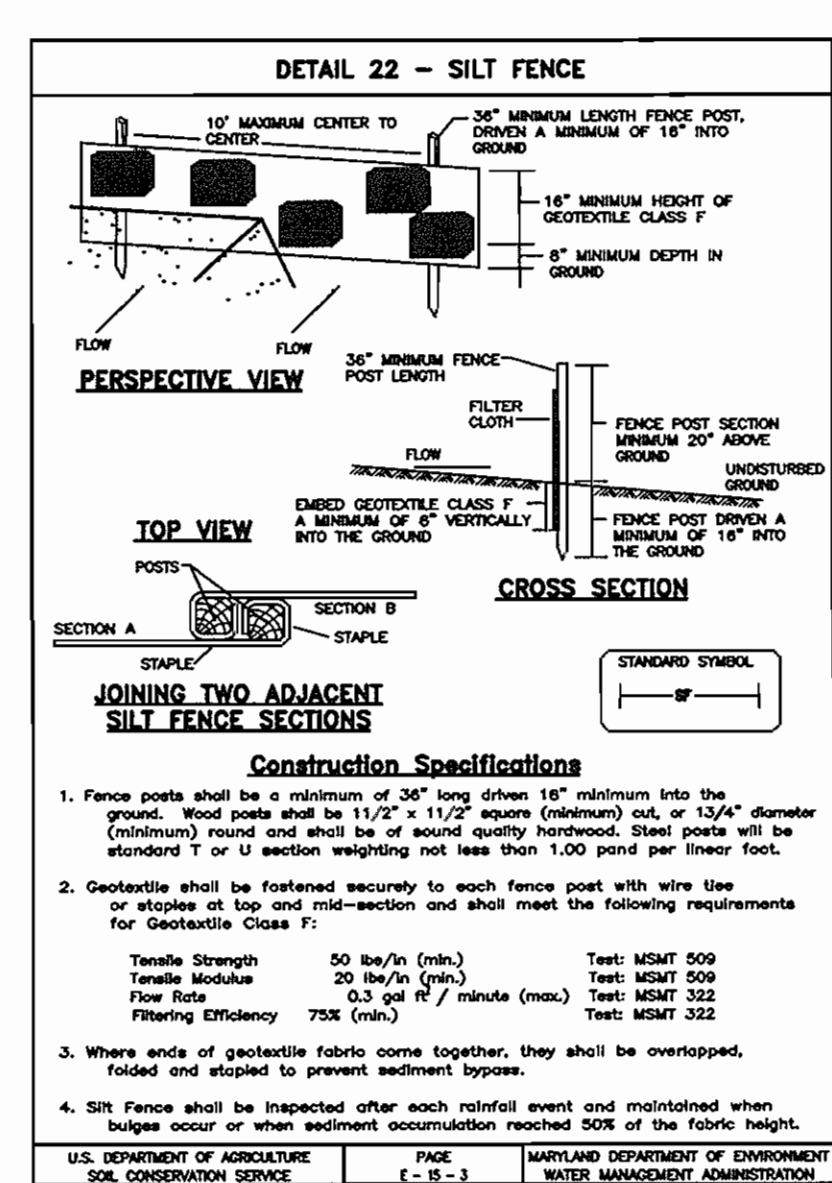 DETAIL 22 – SILT FENCE
10' MAXIMUM CENTER TO
CENTER
36" MINIMUM LENGTH FENCE POST,
DRIVEN A MINIMUM OF 16" INTO
GROUND
16" MINIMUM HEIGHT OF
GEOTEXTILE CLASS F
8" MINIMUM DEPTH IN
GROUND
FLOW
FLOW
PERSPECTIVE VIEW
36" MINIMUM FENCE
POST LENGTH
FILTER
CLOTH
FLOW
FENCE POST SECTION
MINIMUM 20" ABOVE
GROUND
UNDISTURBED
GROUND
EMBED GEOTEXTILE CLASS F
A MINIMUM OF 8" VERTICALLY
INTO THE GROUND
FENCE POST DRIVEN A
MINIMUM OF 16" INTO
THE GROUND
CROSS SECTION
TOP VIEW
POSTS
SECTION B
SECTION A
STAPLE
STAPLE
JOINING TWO ADJACENT
SILT FENCE SECTIONS
STANDARD SYMBOL
SF
Construction Specifications
1. Fence posts shall be a minimum of 36" long driven 16" minimum into the
ground. Wood posts shall be 11/2" x 11/2" square (minimum) cut, or 13/4" diameter
(minimum) round and shall be of sound quality hardwood. Steel posts will be
standard T or U section weighting not less than 1.00 pand per linear foot.
2. Geotextile shall be fastened securely to each fence post with wire ties
or staples at top and mid–section and shall meet the following requirements
for Geotextile Class F:
Tensile Strength 50 lbs/in (min.) Test: MSMT 509
Tensile Modulus 20 lbs/in (min.) Test: MSMT 509
Flow Rate 0.3 gal ft² / minute (max.) Test: MSMT 322
Filtering Efficiency 75% (min.) Test: MSMT 322
3. Where ends of geotextile fabric come together, they shall be overlapped,
folded and stapled to prevent sediment bypass.
4. Silt Fence shall be inspected after each rainfall event and maintained when
bulges occur or when sediment accumulation reached 50% of the fabric height.
U.S. DEPARTMENT OF AGRICULTURE
SOIL CONSERVATION SERVICE
PAGE
E – 15 – 3
MARYLAND DEPARTMENT OF ENVIRONMENT
WATER MANAGEMENT ADMINISTRATION